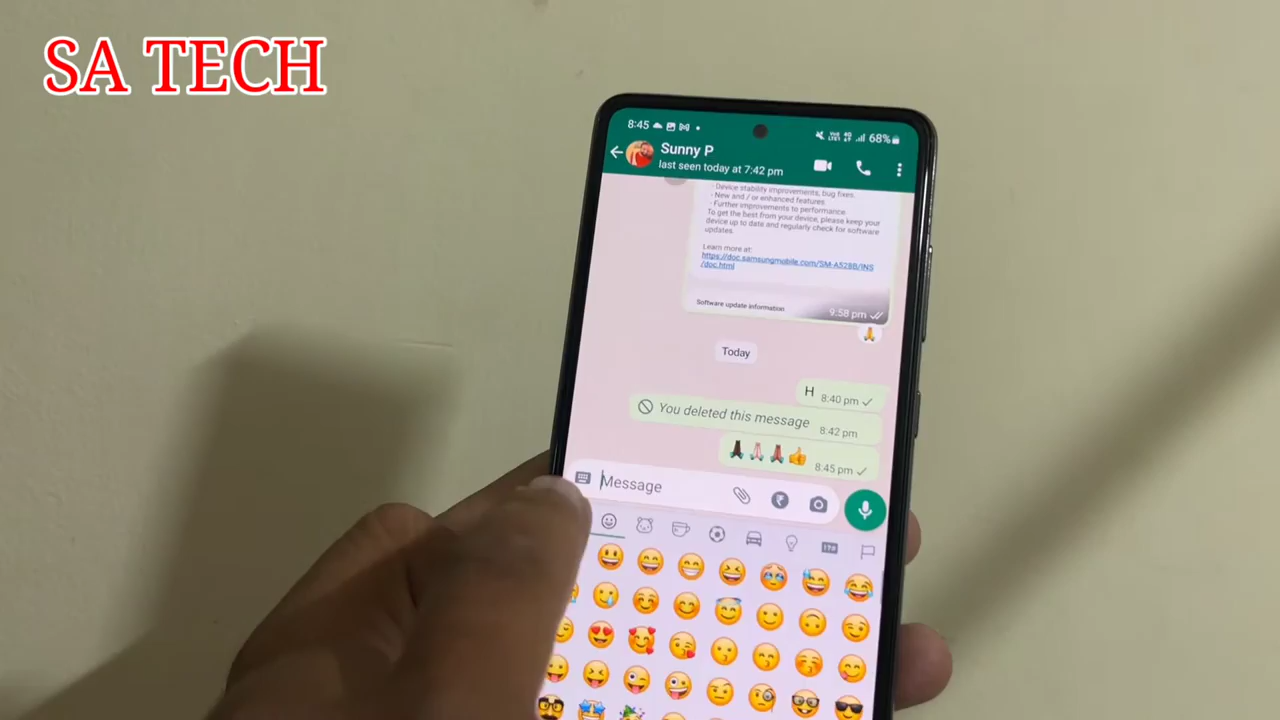 SA TECH
8:45
68%
Sunny P
last seen today at 7:42 pm
- Device stability improvements, bug fixes.
- New and / or enhanced features.
- Further improvements to performance.
To get the best from your device, please keep your
device up to date and regularly check for software
updates.
Learn more at:
https://doc.samsungmobile.com/SM-A528B/INS
/doc.html
Software update information
9:58 pm
Today
H 8:40 pm
You deleted this message 8:42 pm
8:45 pm
Message